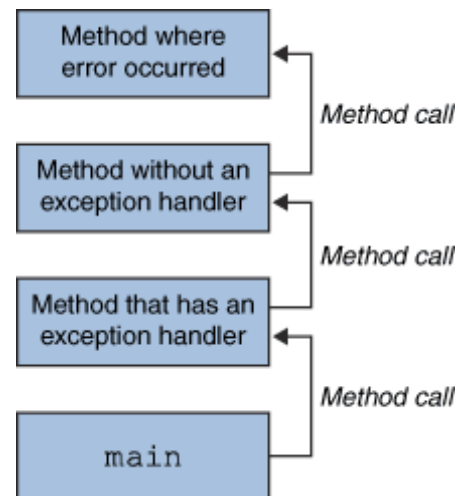 Method where
error occurred
Method call
Method without an
exception handler
Method call
Method that has an
exception handler
Method call
main